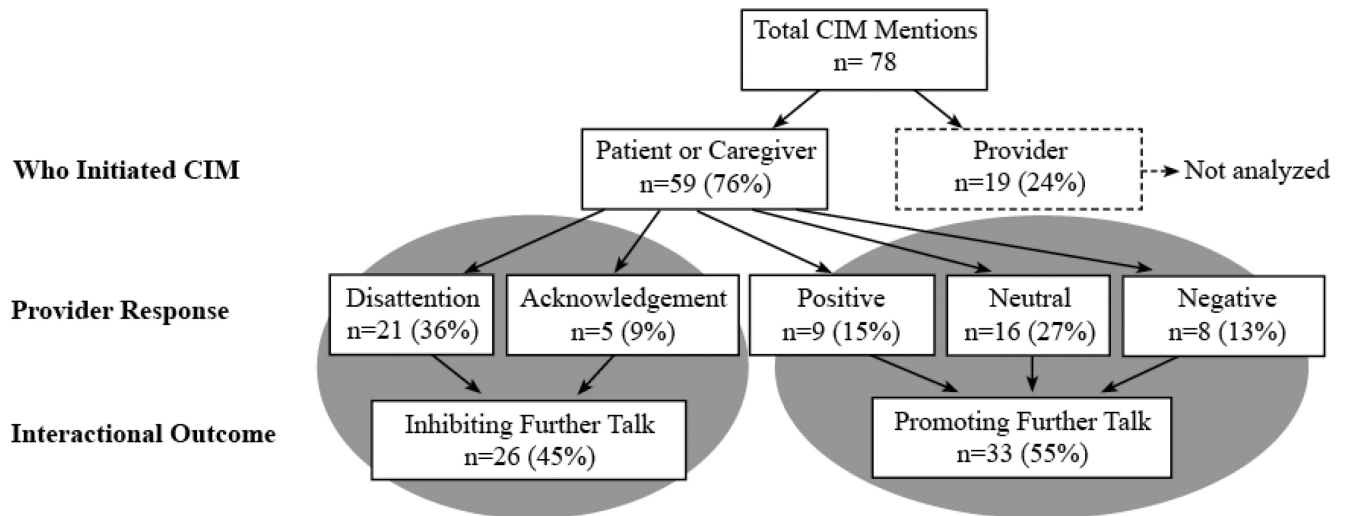 Total CIM Mentions
n= 78
Who Initiated CIM
Patient or Caregiver
n=59 (76%)
Provider
n=19 (24%)
Not analyzed
Provider Response
Disattention
n=21 (36%)
Acknowledgement
n=5 (9%)
Positive
n=9 (15%)
Neutral
n=16 (27%)
Negative
n=8 (13%)
Interactional Outcome
Inhibiting Further Talk
n=26 (45%)
Promoting Further Talk
n=33 (55%)